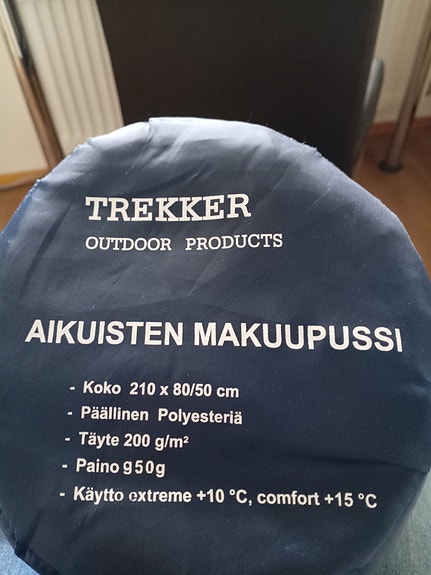 TREKKER
OUTDOOR PRODUCTS
AIKUISTEN MAKUUPUSSI
- Koko 210 x 80/50 cm
- Päällinen Polyesteriä
- Täyte 200 g/m²
- Paino 950g
- Käyttö extreme +10 °C, comfort +15 °C